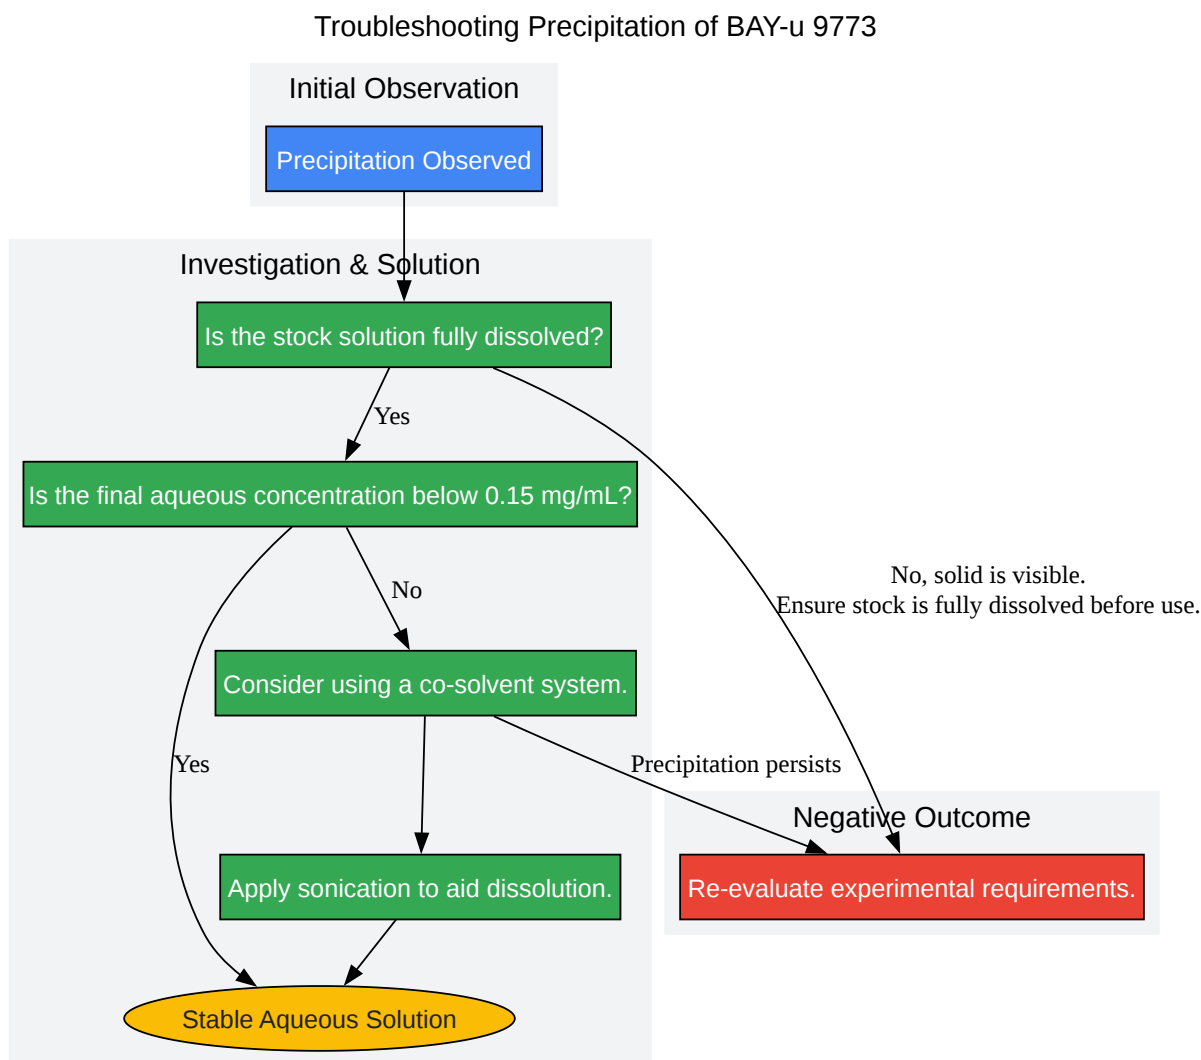 Troubleshooting Precipitation of BAY-u 9773
Initial Observation
Precipitation Observed
Investigation & Solution
Is the stock solution fully dissolved?
Yes
Is the final aqueous concentration below 0.15 mg/mL?
No, solid is visible.
Ensure stock is fully dissolved before use.
No
Consider using a co-solvent system.
Yes
Precipitation persists
Negative Outcome
Apply sonication to aid dissolution.
Re-evaluate experimental requirements.
Stable Aqueous Solution